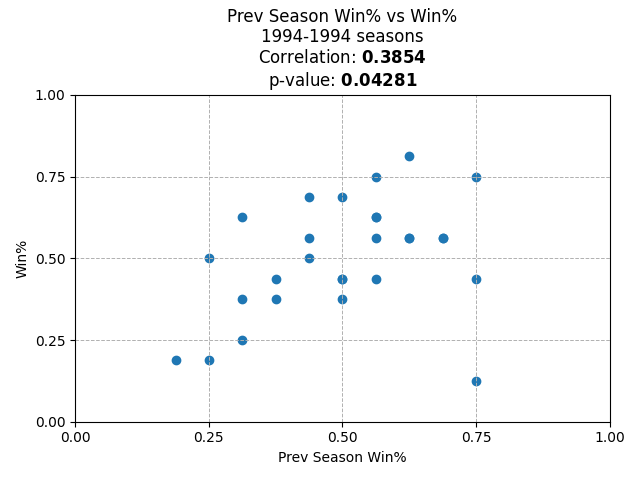 Prev Season Win% vs Win%
1994-1994 seasons
Correlation: 0.3854
p-value: 0.04281
1.00
0.75
0.50
0.25
0.00
Win%
0.00 0.25 0.50 0.75 1.00
Prev Season Win%